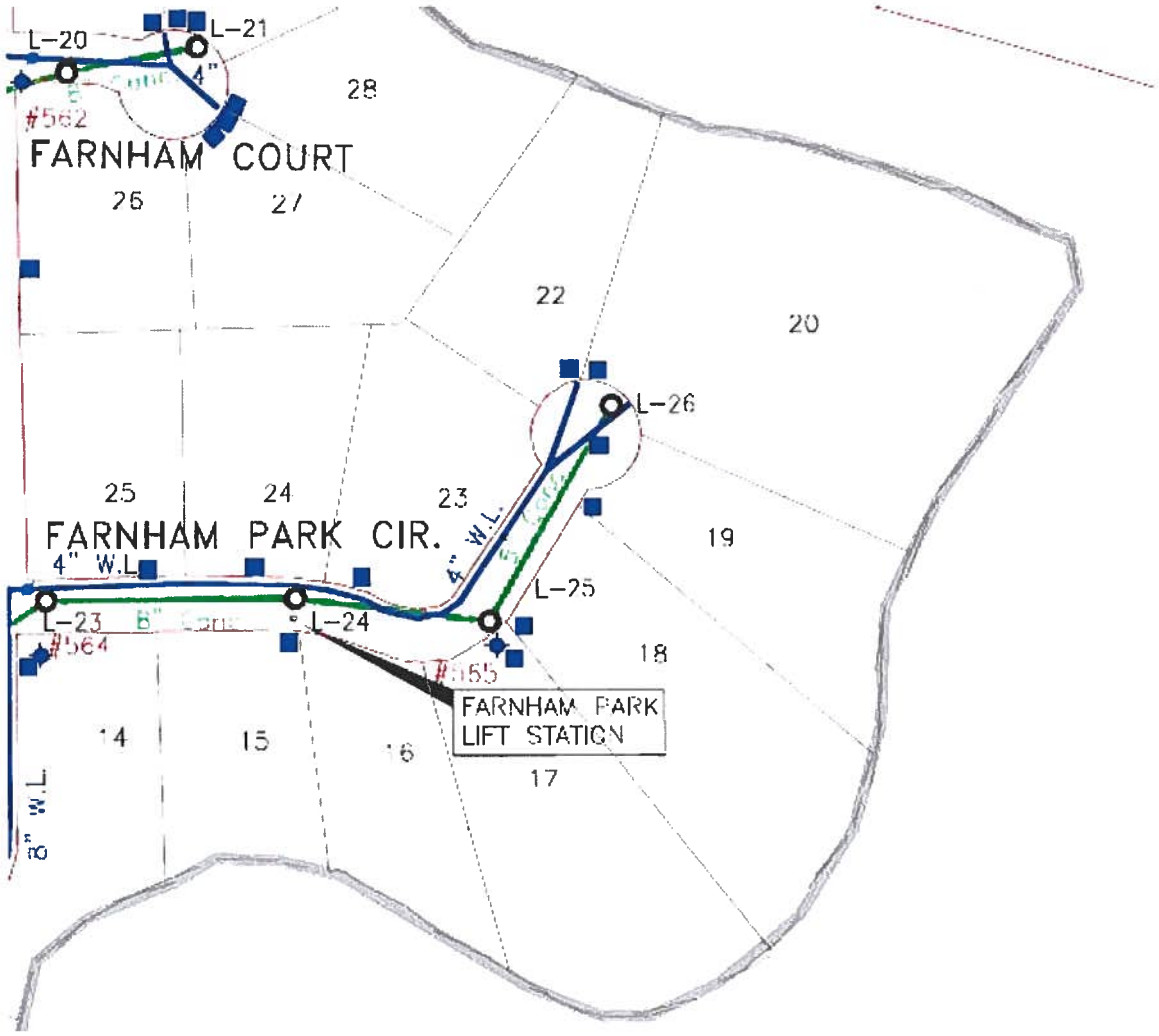 L-20
L-21
4"
#562
28
FARNHAM COURT
26
27
22
20
L-26
25
24
23
FARNHAM PARK CIR.
19
4" W.L.
4" W.L.
L-25
L-23
L-24
#564
18
FARNHAM PARK
LIFT STATION
14
15
16
17
8" W.L.